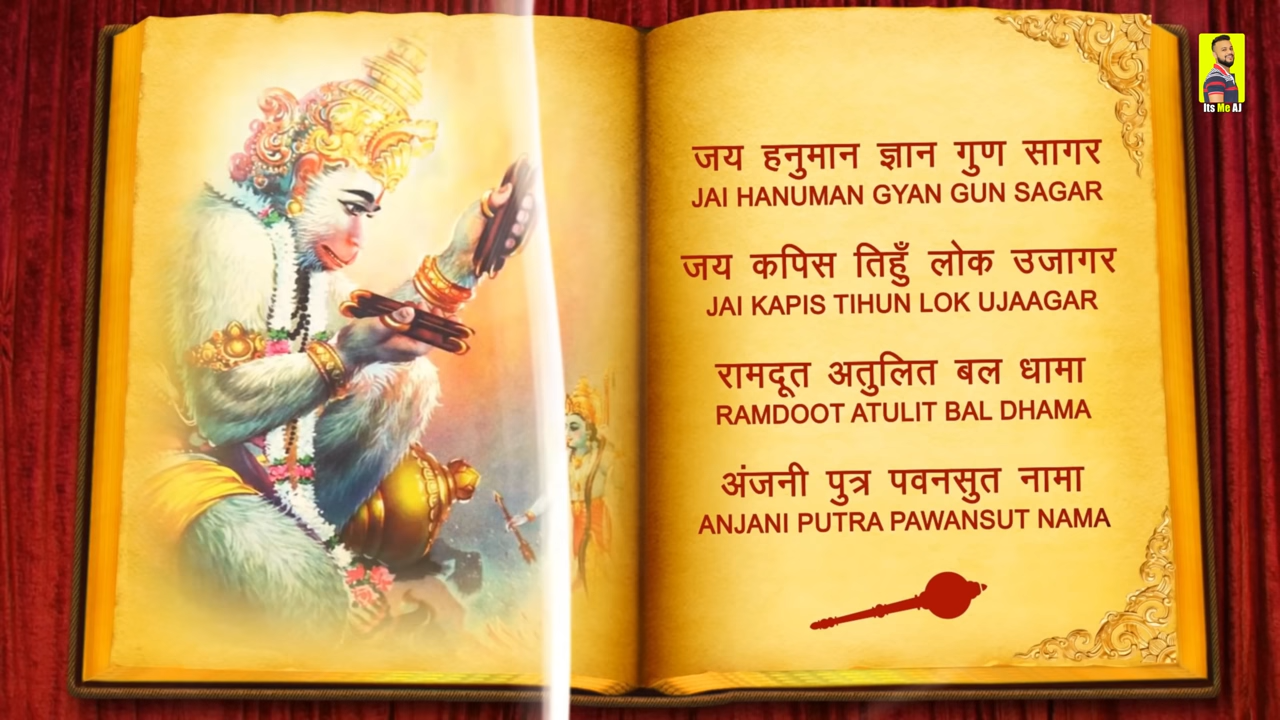 जय हनुमान ज्ञान गुण सागर
JAI HANUMAN GYAN GUN SAGAR
जय कपिस तिहुँ लोक उजागर
JAI KAPIS TIHUN LOK UJAAGAR
रामदूत अतुलित बल धामा
RAMDOOT ATULIT BAL DHAMA
अंजनी पुत्र पवनसुत नामा
ANJANI PUTRA PAWANSUT NAMA
Its Me AJ